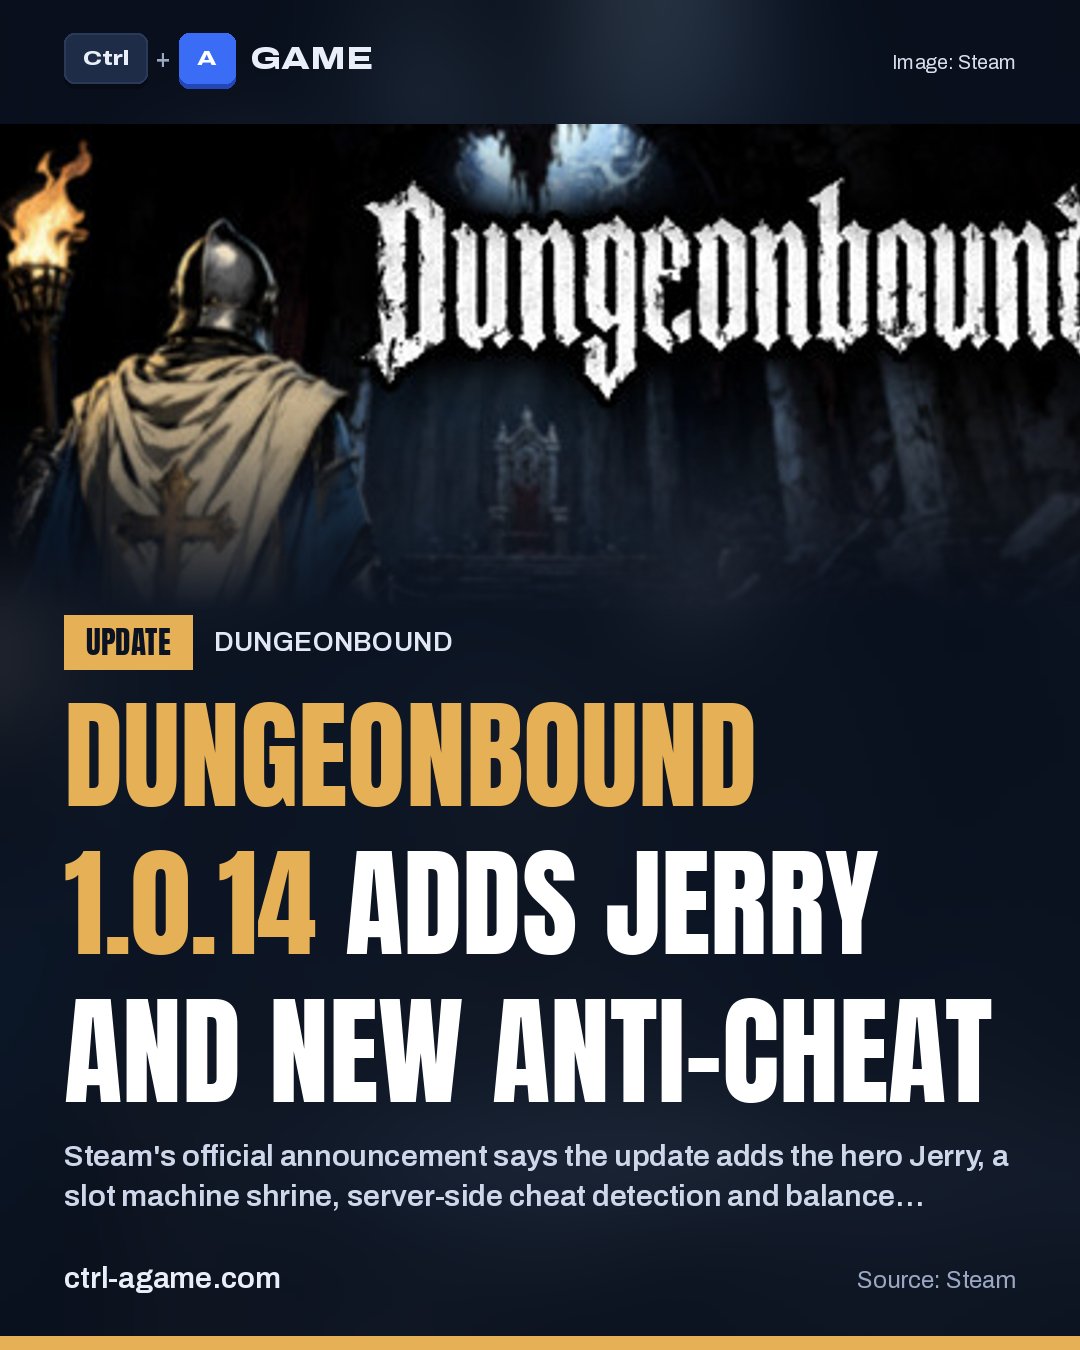 Ctrl + A GAME
Image: Steam
Dungeonbound
UPDATE DUNGEONBOUND
DUNGEONBOUND
1.0.14 ADDS JERRY
AND NEW ANTI-CHEAT
Steam's official announcement says the update adds the hero Jerry, a
slot machine shrine, server-side cheat detection and balance...
ctrl-agame.com
Source: Steam